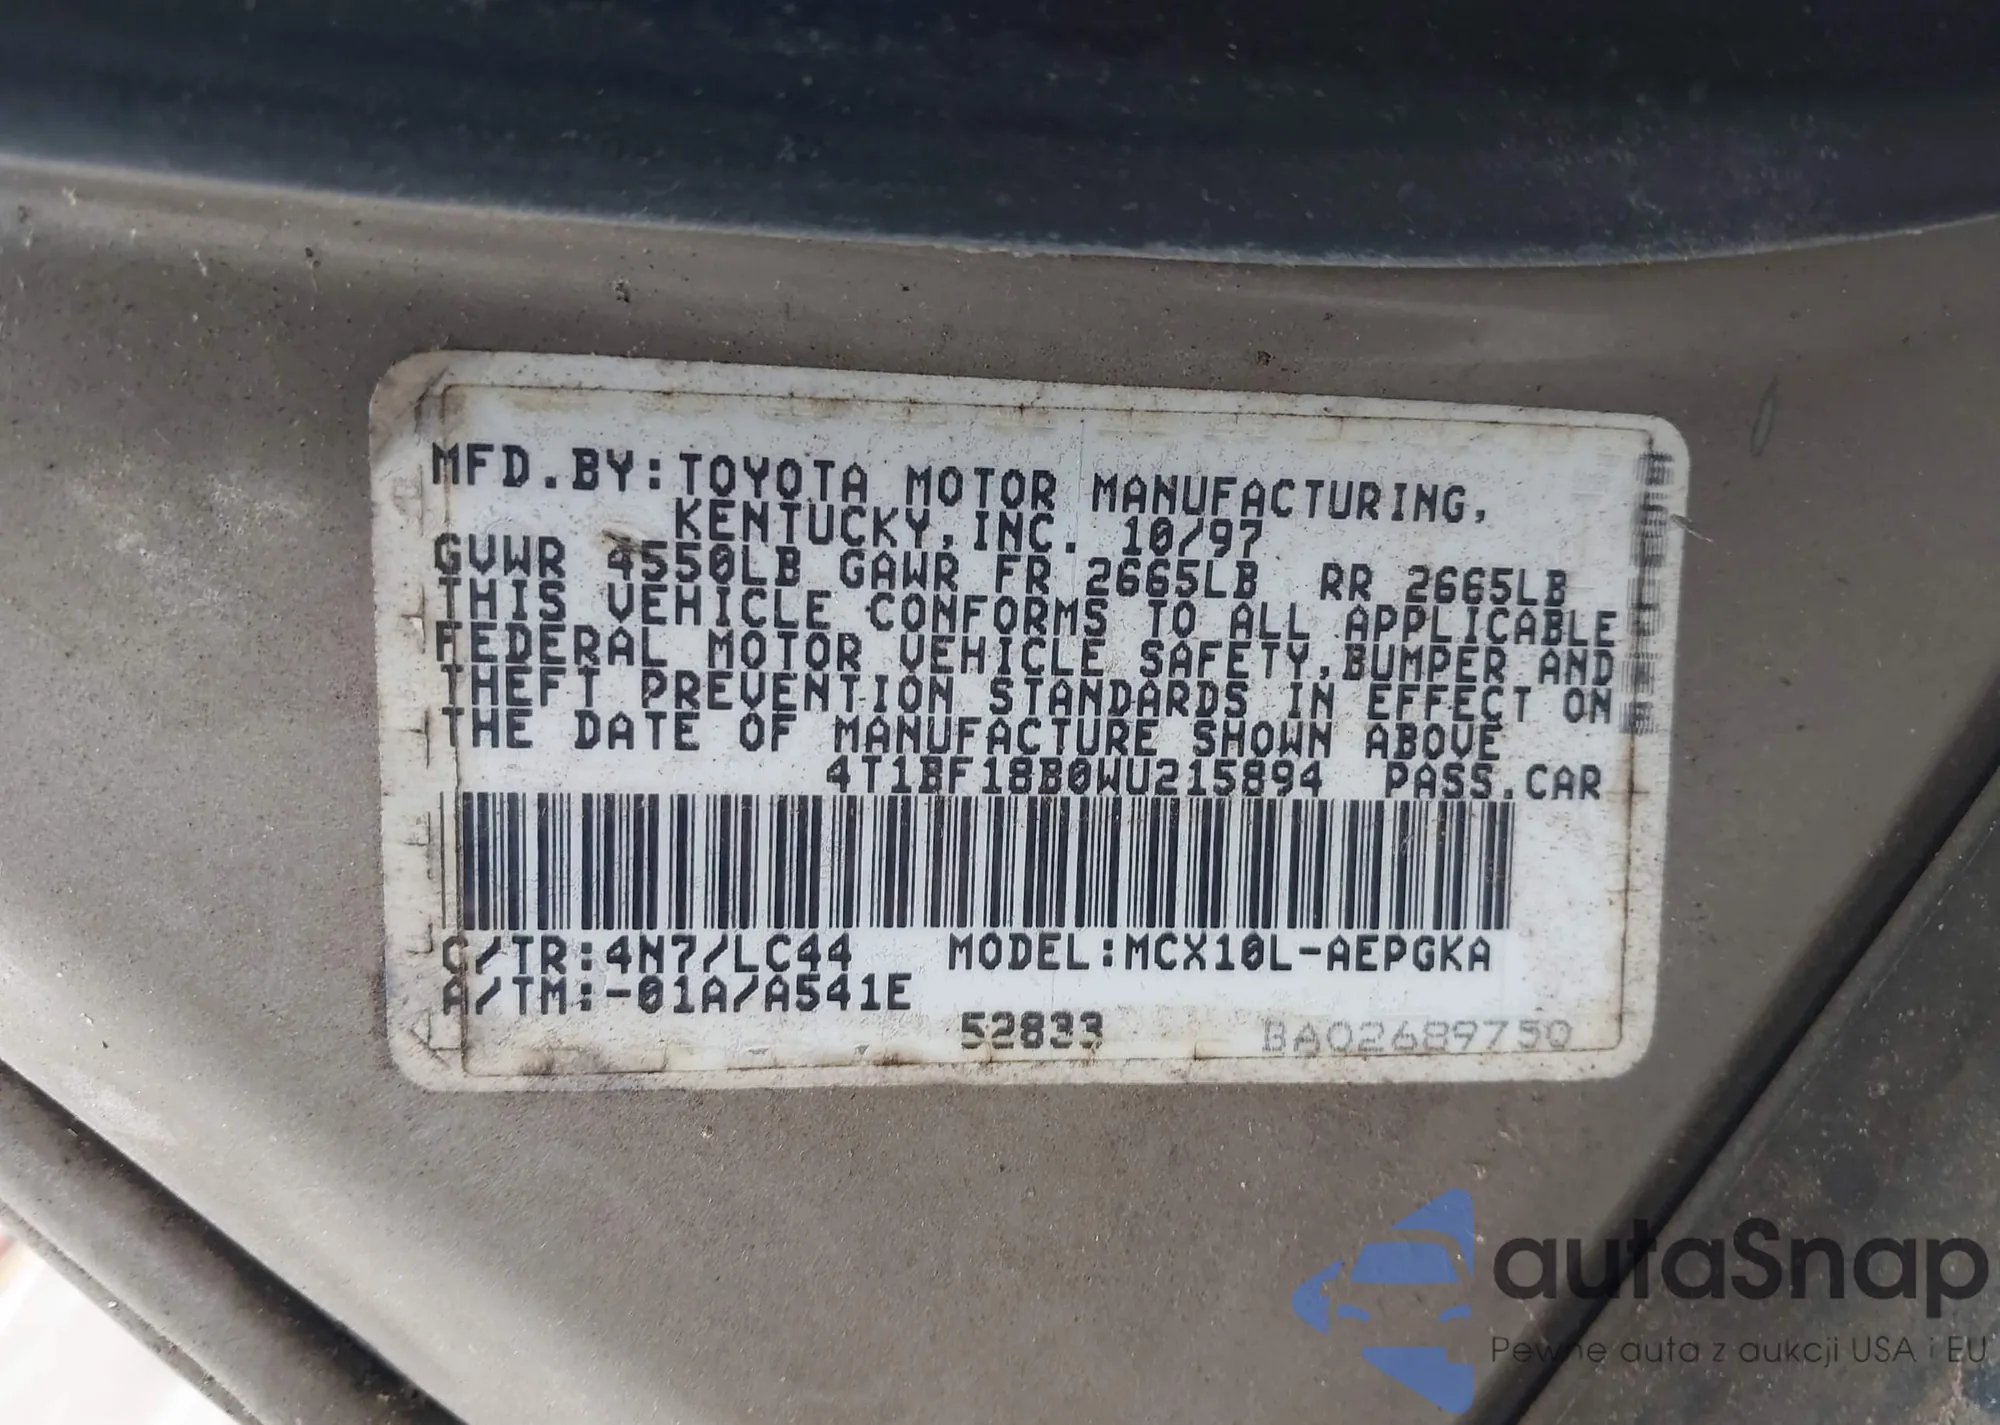 MFD.BY:TOYOTA MOTOR MANUFACTURING,
KENTUCKY,INC. 10/97
GVWR 4550LB GAWR FR 2665LB RR 2665LB
THIS VEHICLE CONFORMS TO ALL APPLICABLE
FEDERAL MOTOR VEHICLE SAFETY,BUMPER AND
THEFT PREVENTION STANDARDS IN EFFECT ON
THE DATE OF MANUFACTURE SHOWN ABOVE
4T1BF18B0WU215894 PASS.CAR
C/TR:4N7/LC44 MODEL:MCX10L-AEPGKA
A/TM:-01A/A541E
52833 BA02689750
autaSnap
Pewne auta z aukcji USA i EU